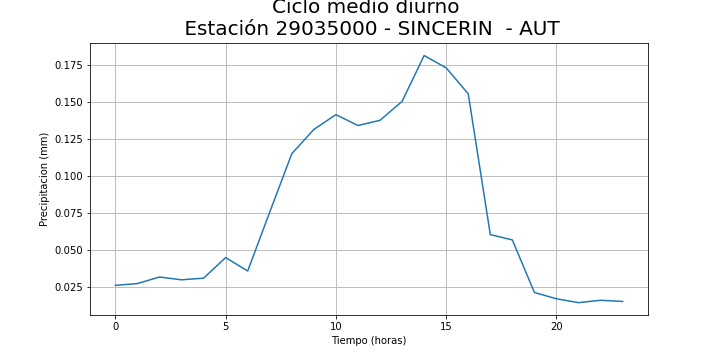 Ciclo medio diurno
Estación 29035000 - SINCERIN  - AUT
0.175
0.150
0.125
0.100
0.075
0.050
0.025
Precipitacion (mm)
0 5 10 15 20
Tiempo (horas)